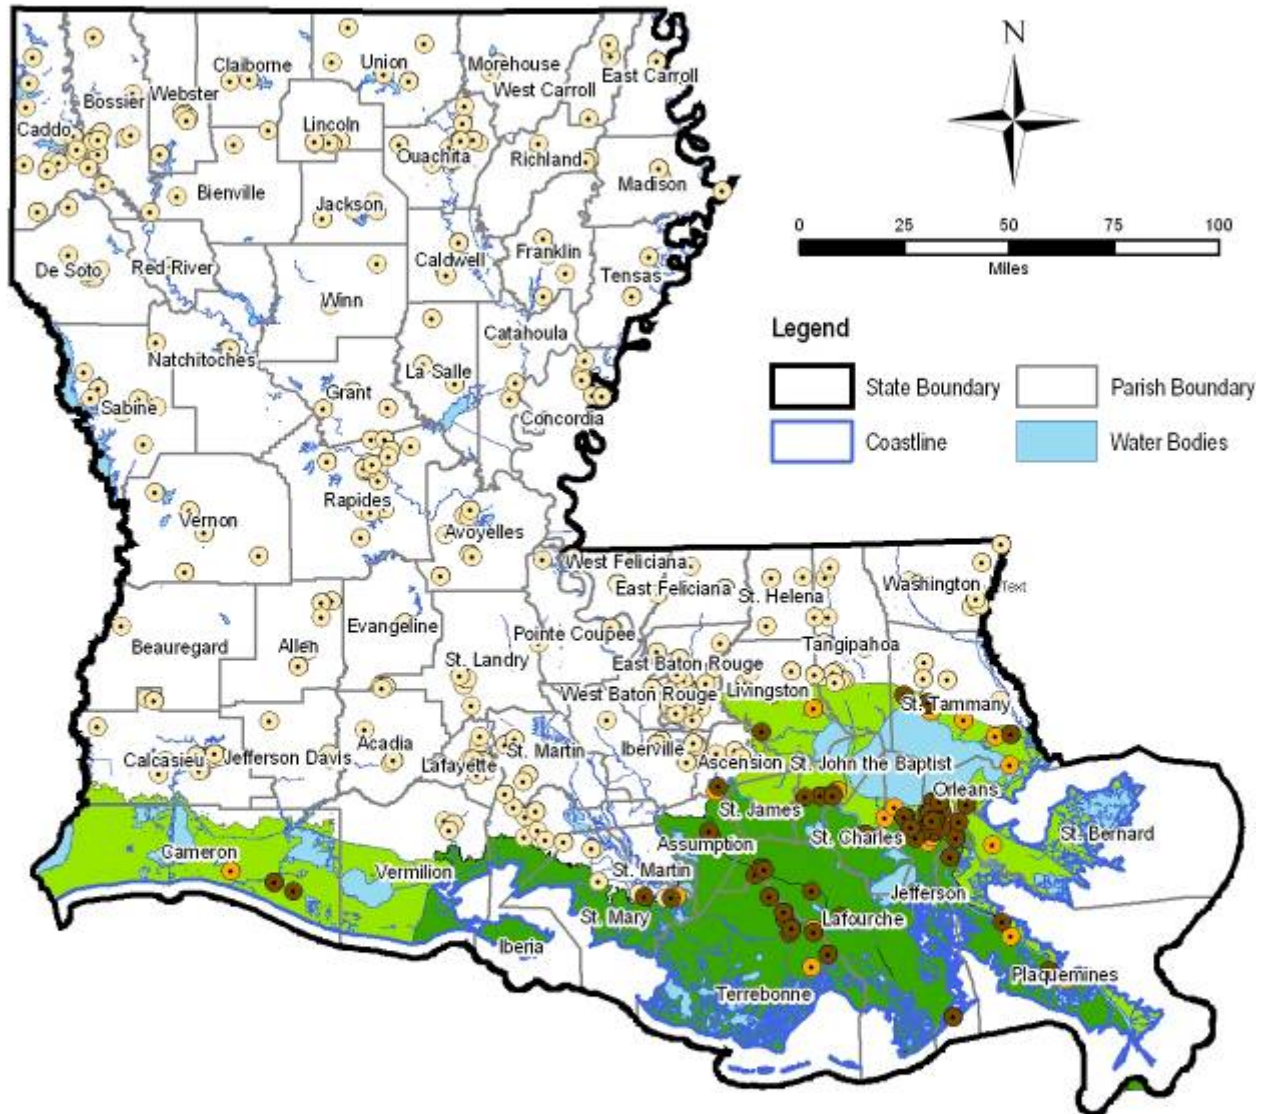 N
0 25 50 75 100
Miles
Legend
State Boundary
Parish Boundary
Coastline
Water Bodies
Claiborne
Union
Morehouse
East Carroll
West Carroll
Bossier
Webster
Caddo
Lincoln
Ouachita
Richland
Madison
Bienville
Jackson
De Soto
Red River
Caldwell
Franklin
Tensas
Winn
Natchitoches
Catahoula
La Salle
Grant
Sabine
Concordia
Rapides
Vernon
Avoyelles
West Feliciana
East Feliciana
St. Helena
Washington
Text
Beauregard
Allen
Evangeline
Pointe Coupee
Tangipahoa
St. Landry
East Baton Rouge
West Baton Rouge
Livingston
St. Tammany
Calcasieu
Jefferson Davis
Acadia
Lafayette
St. Martin
Iberville
Ascension
St. John the Baptist
Orleans
St. James
St. Charles
St. Bernard
Assumption
Cameron
Vermilion
St. Martin
Jefferson
St. Mary
Lafourche
Iberia
Plaquemines
Terrebonne